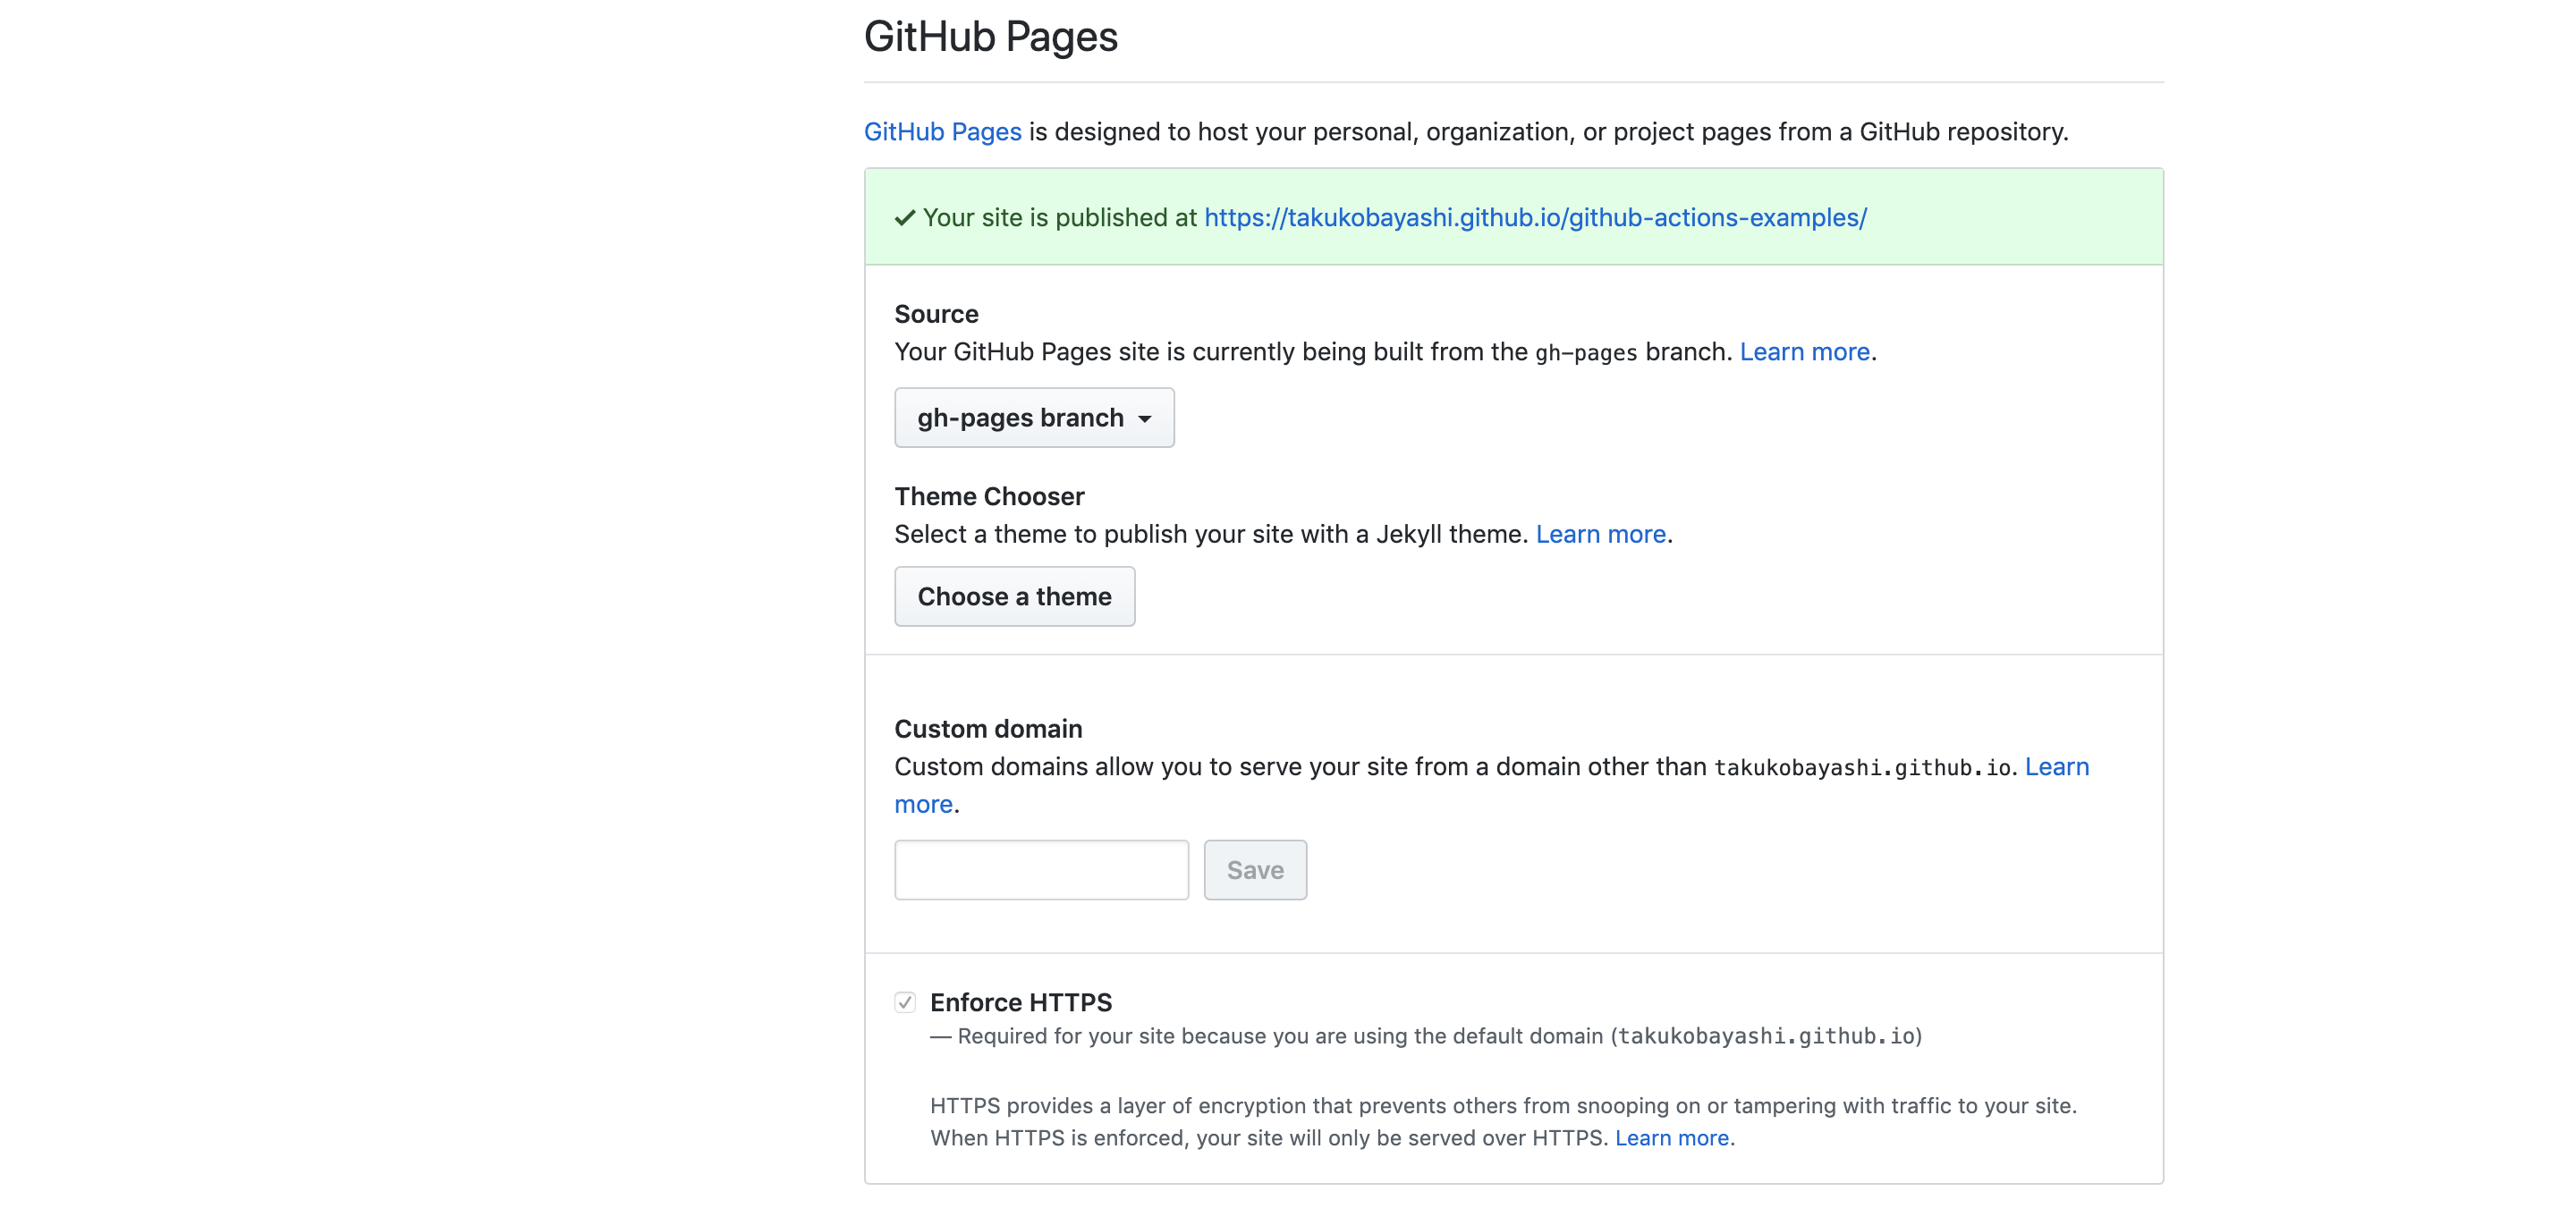 GitHub Pages
GitHub Pages is designed to host your personal, organization, or project pages from a GitHub repository.
Your site is published at https://takukobayashi.github.io/github-actions-examples/
Source
Your GitHub Pages site is currently being built from the gh-pages branch. Learn more.
gh-pages branch
Theme Chooser
Select a theme to publish your site with a Jekyll theme. Learn more.
Choose a theme
Custom domain
Custom domains allow you to serve your site from a domain other than takukobayashi.github.io. Learn
more.
Save
Enforce HTTPS
— Required for your site because you are using the default domain (takukobayashi.github.io)
HTTPS provides a layer of encryption that prevents others from snooping on or tampering with traffic to your site.
When HTTPS is enforced, your site will only be served over HTTPS. Learn more.